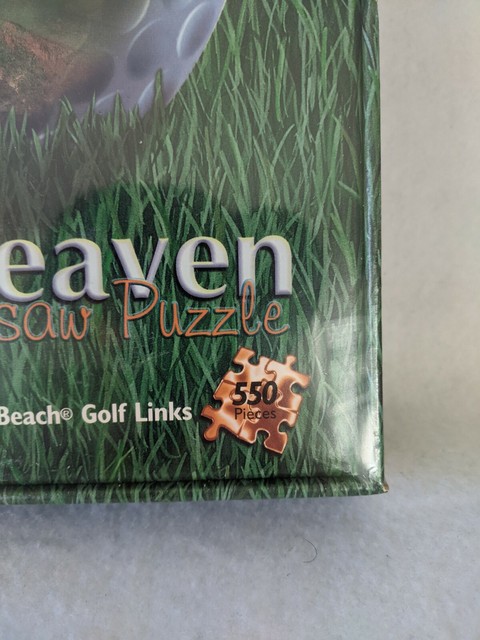 eaven
saw Puzzle
550
Pieces
Beach® Golf Links